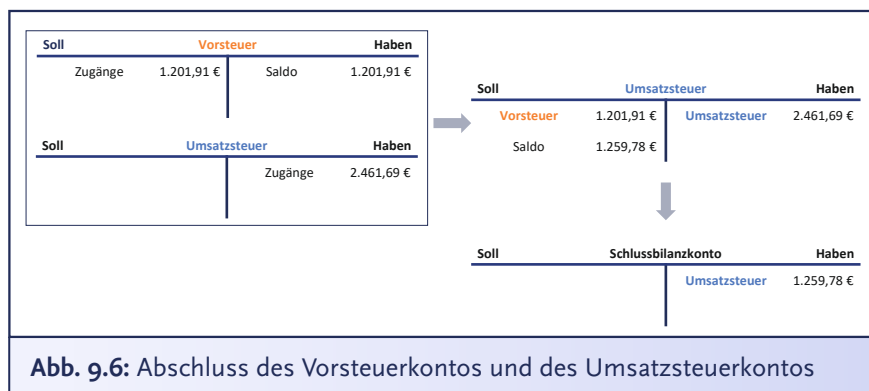 Soll Vorsteuer Haben
Zugänge 1.201,91 € Saldo 1.201,91 €
Soll Umsatzsteuer Haben
Zugänge 2.461,69 €
Soll Umsatzsteuer Haben
Vorsteuer 1.201,91 € Umsatzsteuer 2.461,69 €
Saldo 1.259,78 €
Soll Schlussbilanzkonto Haben
Umsatzsteuer 1.259,78 €
Abb. 9.6: Abschluss des Vorsteuerkontos und des Umsatzsteuerkontos